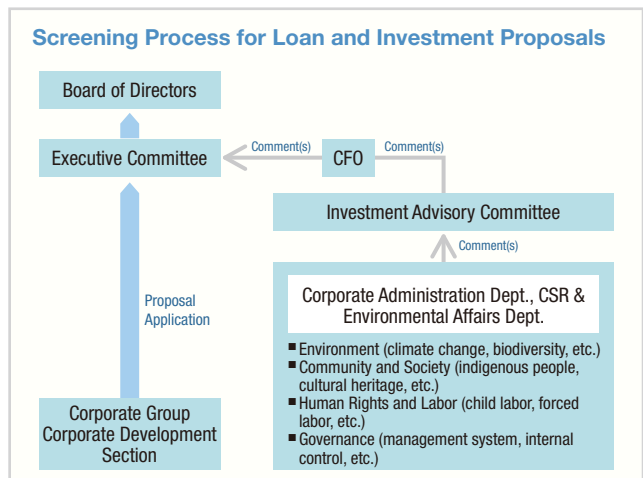 Screening Process for Loan and Investment Proposals
Board of Directors
Executive Committee
Comment(s)
CFO
Comment(s)
Investment Advisory Committee
Comment(s)
Proposal
Application
Corporate Administration Dept., CSR &
Environmental Affairs Dept.
■ Environment (climate change, biodiversity, etc.)
■ Community and Society (indigenous people,
cultural heritage, etc.)
■ Human Rights and Labor (child labor, forced
labor, etc.)
■ Governance (management system, internal
control, etc.)
Corporate Group
Corporate Development
Section